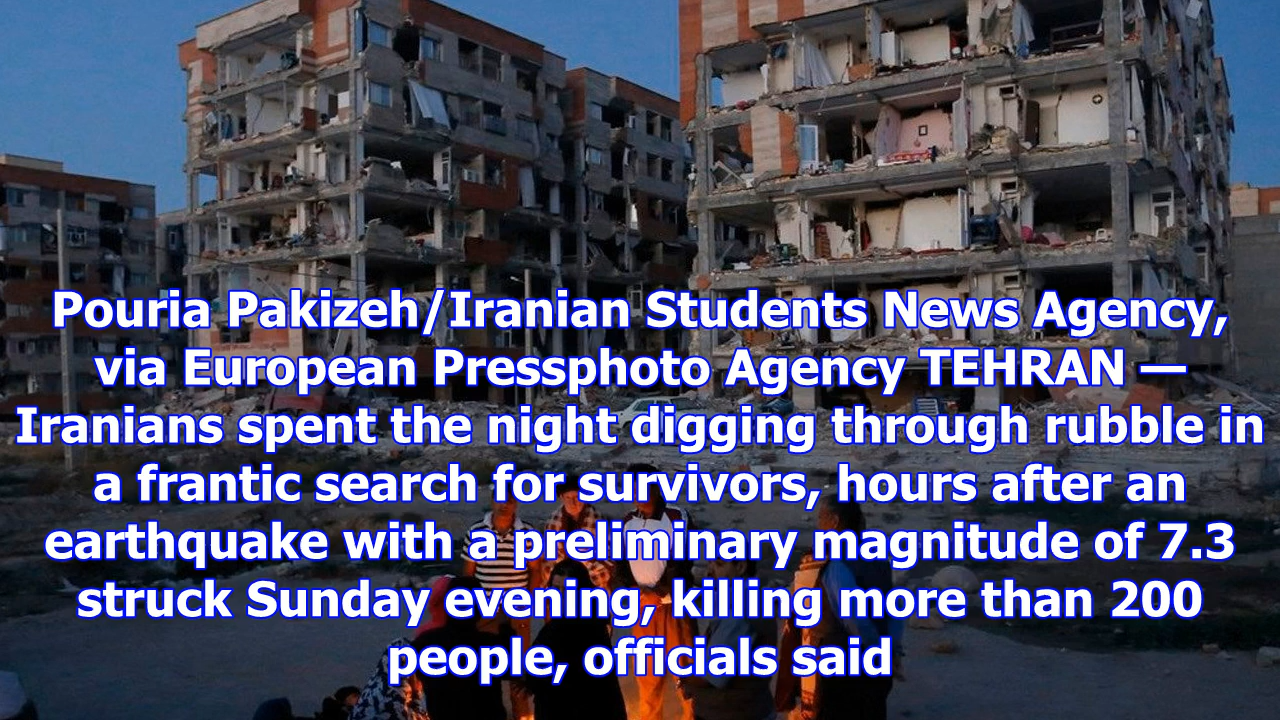 Pouria Pakizeh/Iranian Students News Agency,
via European Pressphoto Agency TEHRAN —
Iranians spent the night digging through rubble in
a frantic search for survivors, hours after an
earthquake with a preliminary magnitude of 7.3
struck Sunday evening, killing more than 200
people, officials said